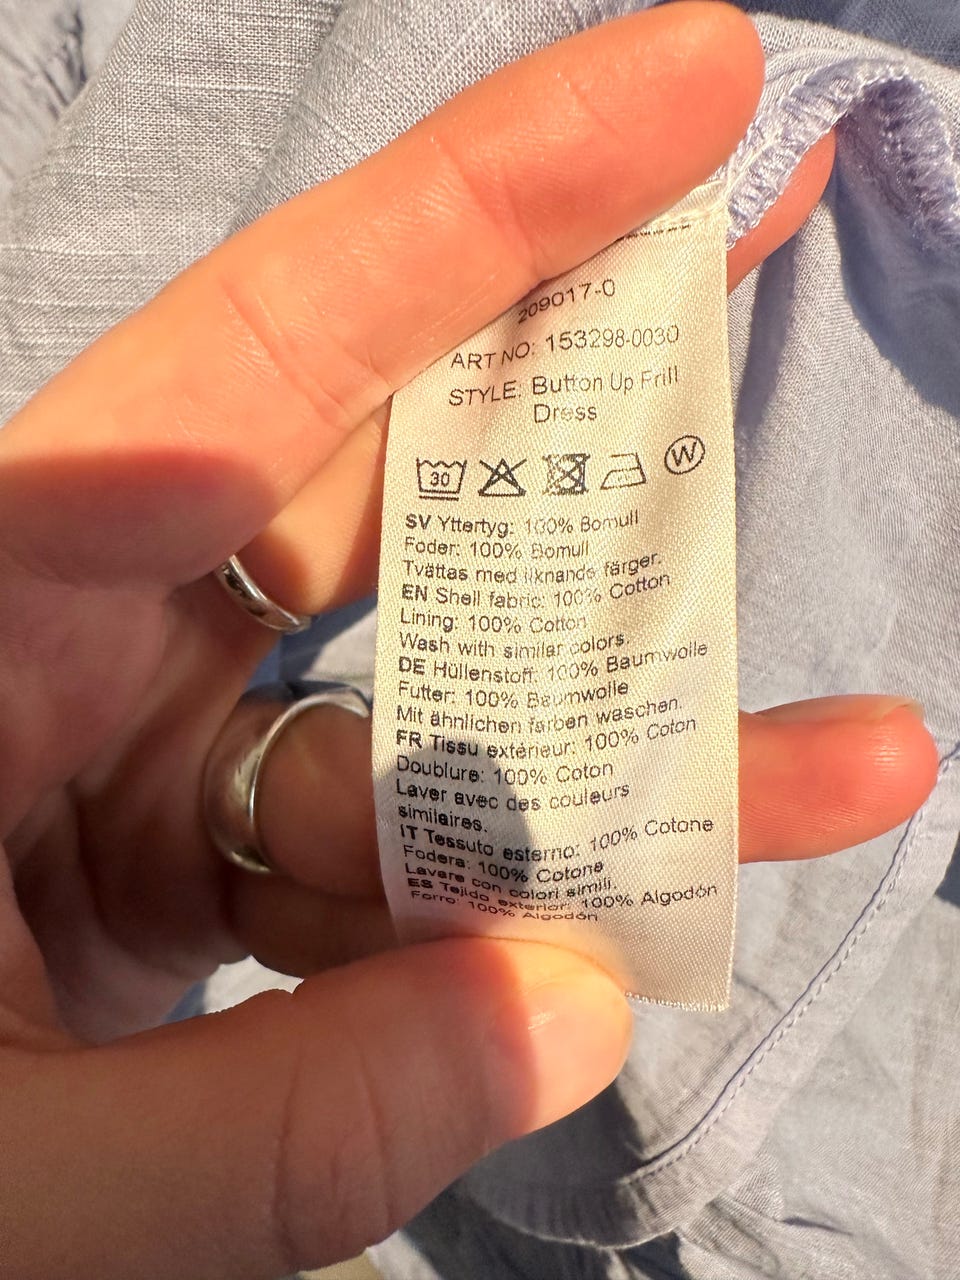 209017-0
ART NO: 153298-0030
STYLE: Button Up Frill
Dress
30 W
SV Yttertyg: 100% Bomull
Foder: 100% Bomull
Tvättas med liknande färger.
EN Shell fabric: 100% Cotton
Lining: 100% Cotton
Wash with similar colors.
DE Hüllenstoff: 100% Baumwolle
Futter: 100% Baumwolle
Mit ähnlichen farben waschen.
FR Tissu extérieur: 100% Coton
Doublure: 100% Coton
Laver avec des couleurs
similaires.
IT Tessuto esterno: 100% Cotone
Fodera: 100% Cotone
Lavare con colori simili.
ES Tejido exterior: 100% Algodón
Forro: 100% Algodón